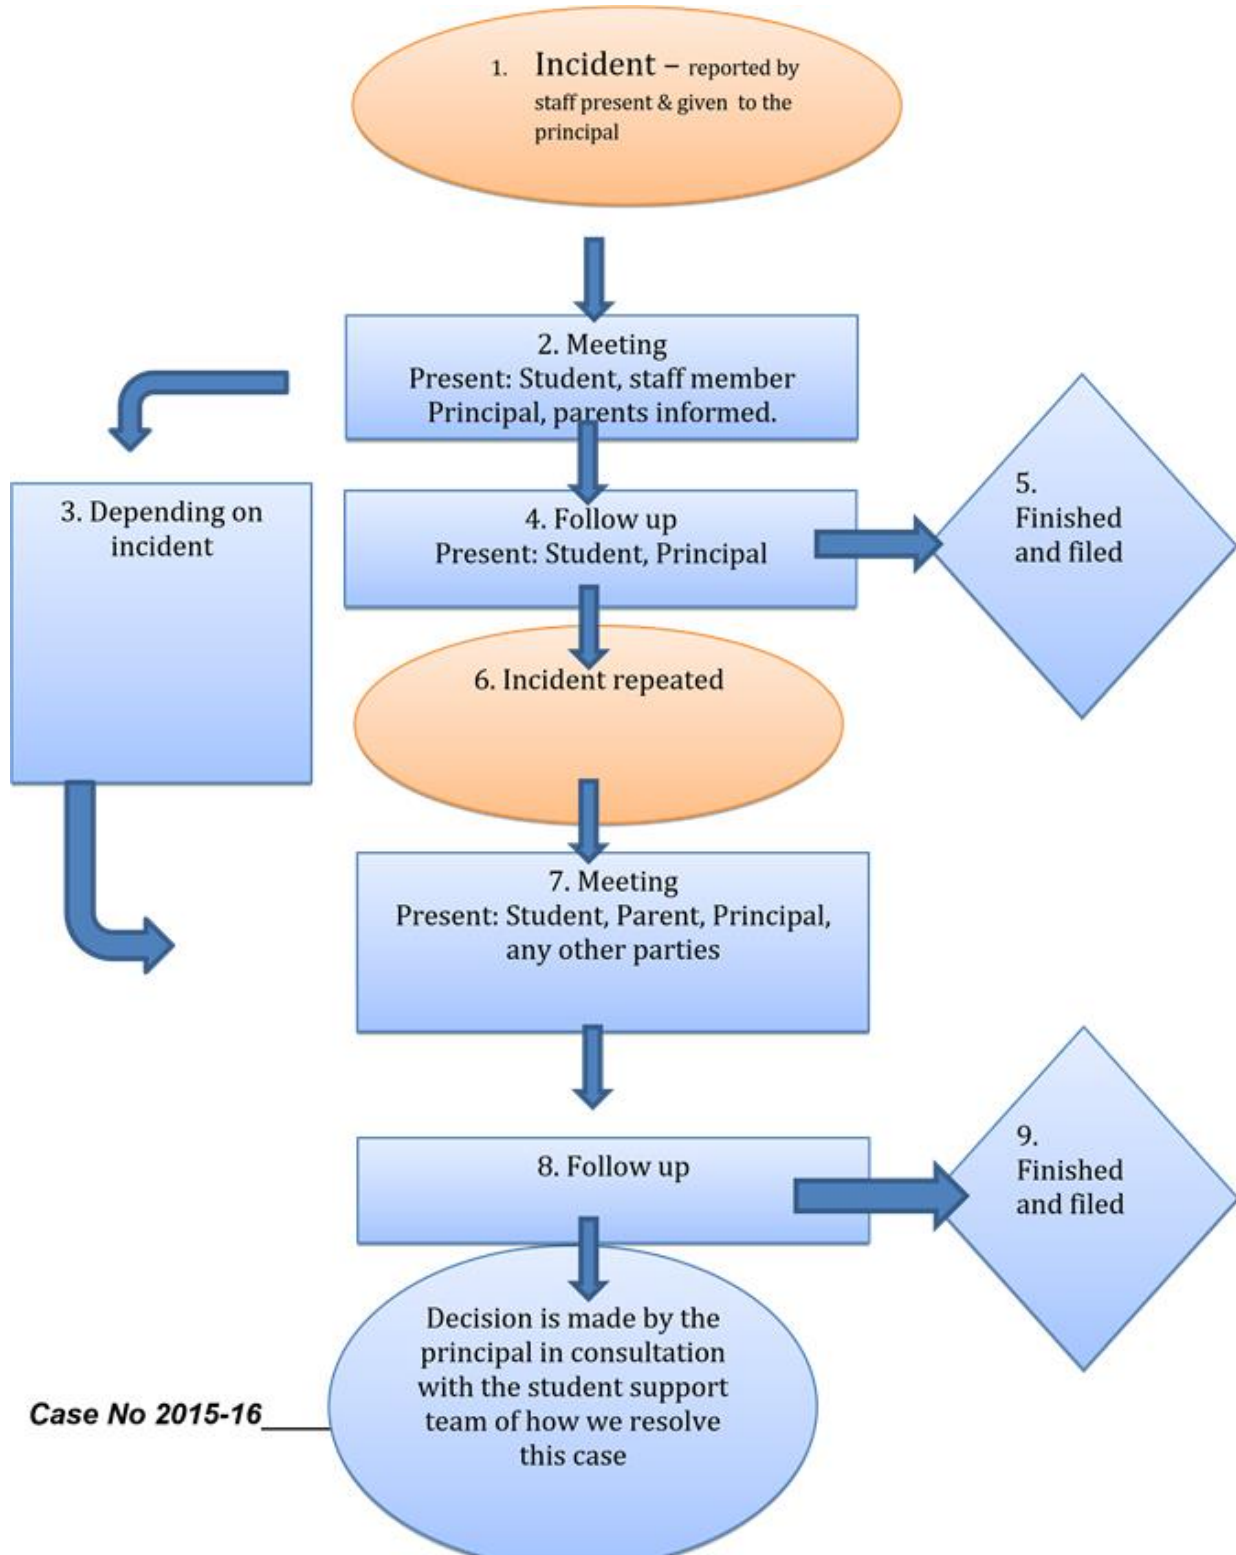 1. Incident – reported by
staff present & given to the
principal
2. Meeting
Present: Student, staff member
Principal, parents informed.
3. Depending on
incident
4. Follow up
Present: Student, Principal
5.
Finished
and filed
6. Incident repeated
7. Meeting
Present: Student, Parent, Principal,
any other parties
8. Follow up
9.
Finished
and filed
Decision is made by the
principal in consultation
with the student support
team of how we resolve
this case
Case No 2015-16_____